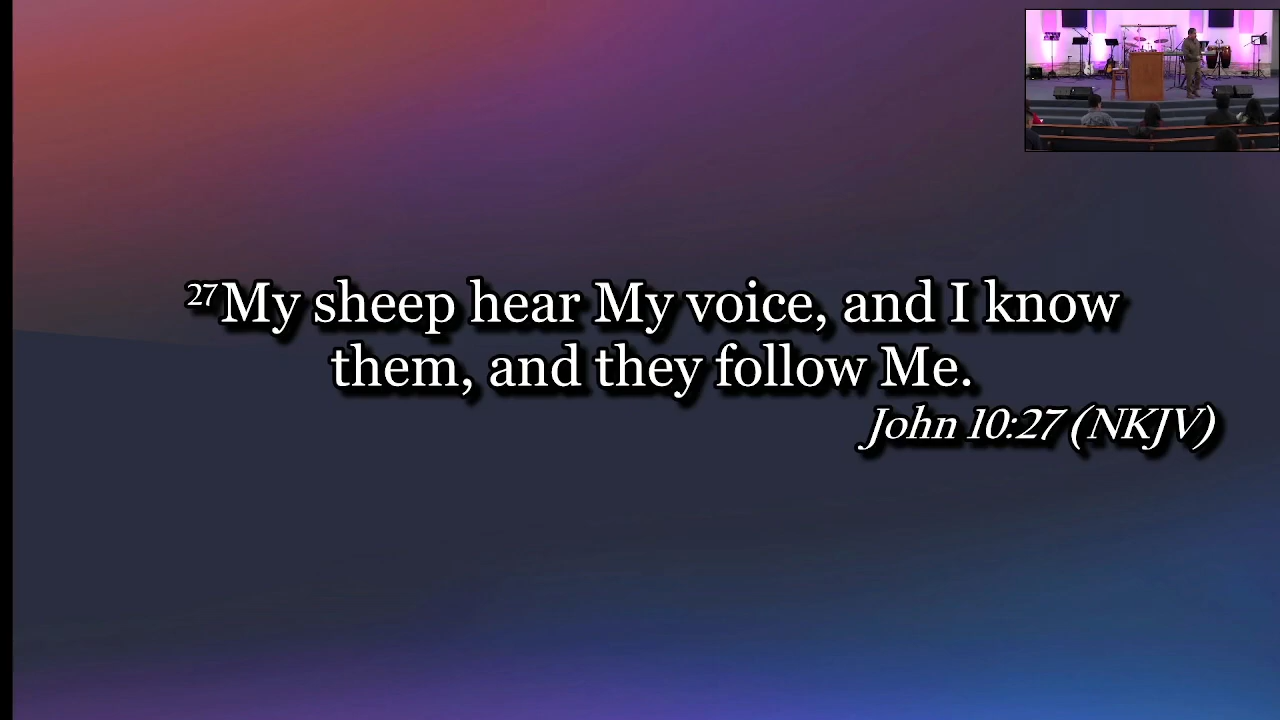 27My sheep hear My voice, and I know
them, and they follow Me.
John 10:27 (NKJV)